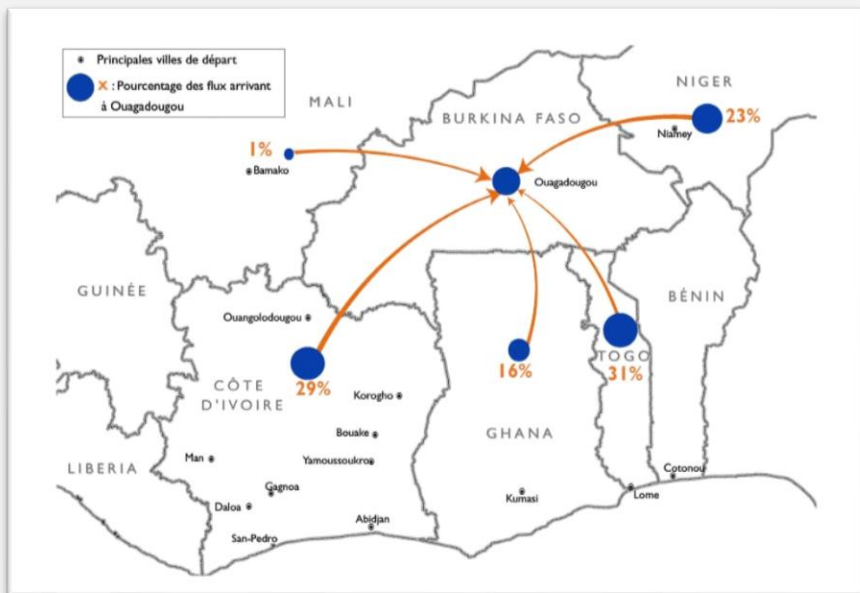 Principales villes de départ
X : Pourcentage des flux arrivant
à Ouagadougou
NIGER
MALI
BURKINA FASO
23%
Niamey
1%
Bamako
Ouagadougou
GUINÉE
BÉNIN
Ouangolodougou
TOGO
31%
16%
29%
CÔTE
D'IVOIRE
Korogho
GHANA
Bouake
Man
Yamoussoukro
LIBERIA
Cotonou
Gagnoa
Kumasi
Lome
Daloa
Abidjan
San-Pedro